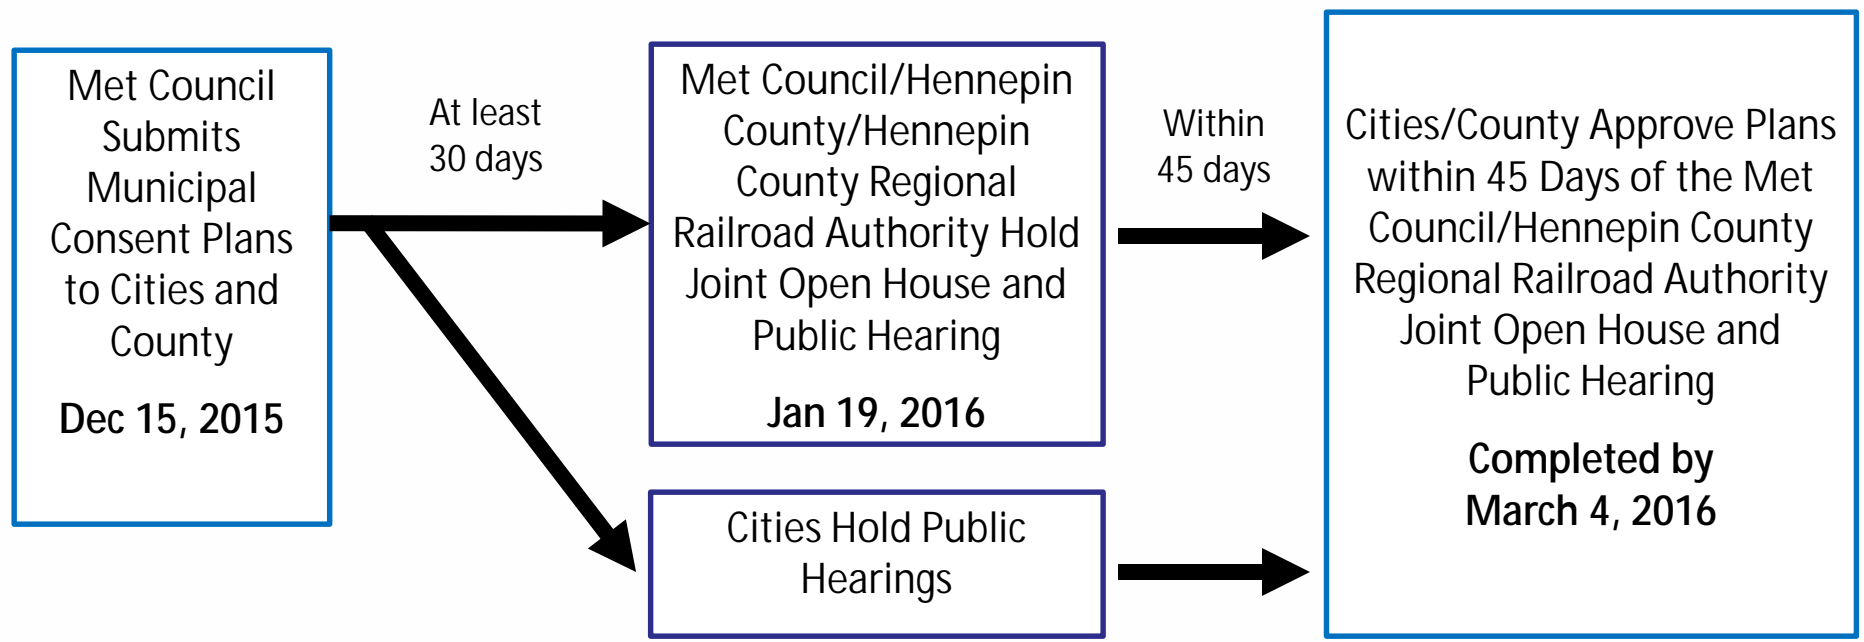 Met Council
Submits
Municipal
Consent Plans
to Cities and
County
Dec 15, 2015
At least
30 days
Met Council/Hennepin
County/Hennepin
County Regional
Railroad Authority Hold
Joint Open House and
Public Hearing
Jan 19, 2016
Cities Hold Public
Hearings
Within
45 days
Cities/County Approve Plans
within 45 Days of the Met
Council/Hennepin County
Regional Railroad Authority
Joint Open House and
Public Hearing
Completed by
March 4, 2016